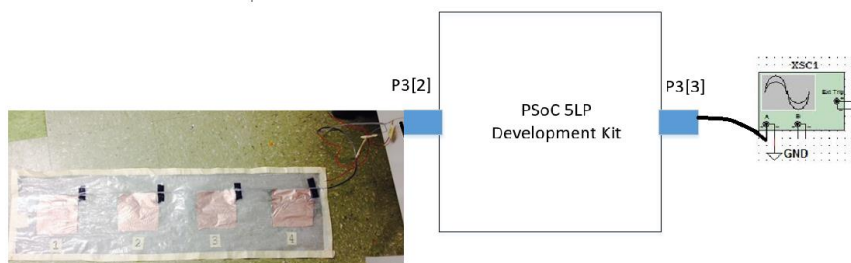 P3[2]
PSoC 5LP
Development Kit
P3[3]
XSC1
Ext Trig
A
B
GND
1
2
3
4